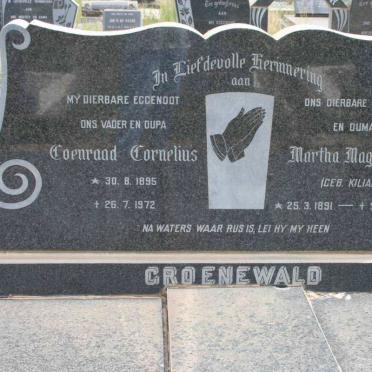 In Liefdevolle Herinnering
aan
MY DIERBARE EGGENOOT
ONS VADER EN OUPA
Coenraad Cornelius
* 30. 8. 1895
+ 26. 7. 1972
ONS DIERBARE
EN OUMA
Martha Mag
(GEB. KILIA
* 25. 3. 1891 — +
NA WATERS WAAR RUS IS, LEI HY MY HEEN
GROENEWALD